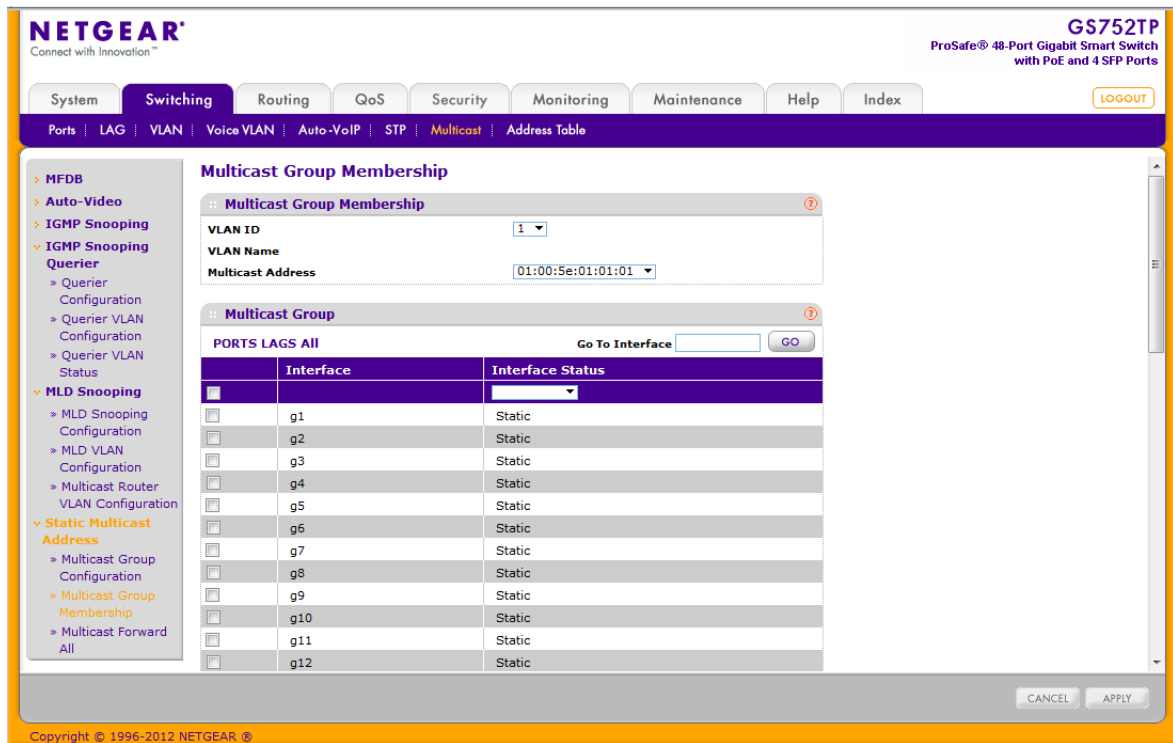 NETGEAR®
Connect with Innovation™
GS752TP
ProSafe® 48-Port Gigabit Smart Switch
with PoE and 4 SFP Ports
System Switching Routing QoS Security Monitoring Maintenance Help Index LOGOUT
Ports | LAG | VLAN | Voice VLAN | Auto-VoIP | STP | Multicast | Address Table
MFDB
Auto-Video
IGMP Snooping
IGMP Snooping
Querier
» Querier
Configuration
» Querier VLAN
Configuration
» Querier VLAN
Status
MLD Snooping
» MLD Snooping
Configuration
» MLD VLAN
Configuration
» Multicast Router
VLAN Configuration
Static Multicast
Address
» Multicast Group
Configuration
» Multicast Group
Membership
» Multicast Forward
All
Multicast Group Membership
Multicast Group Membership ?
VLAN ID 1
VLAN Name
Multicast Address 01:00:5e:01:01:01
Multicast Group ?
PORTS LAGS All Go To Interface GO
Interface Interface Status
g1 Static
g2 Static
g3 Static
g4 Static
g5 Static
g6 Static
g7 Static
g8 Static
g9 Static
g10 Static
g11 Static
g12 Static
CANCEL APPLY
Copyright © 1996-2012 NETGEAR ®